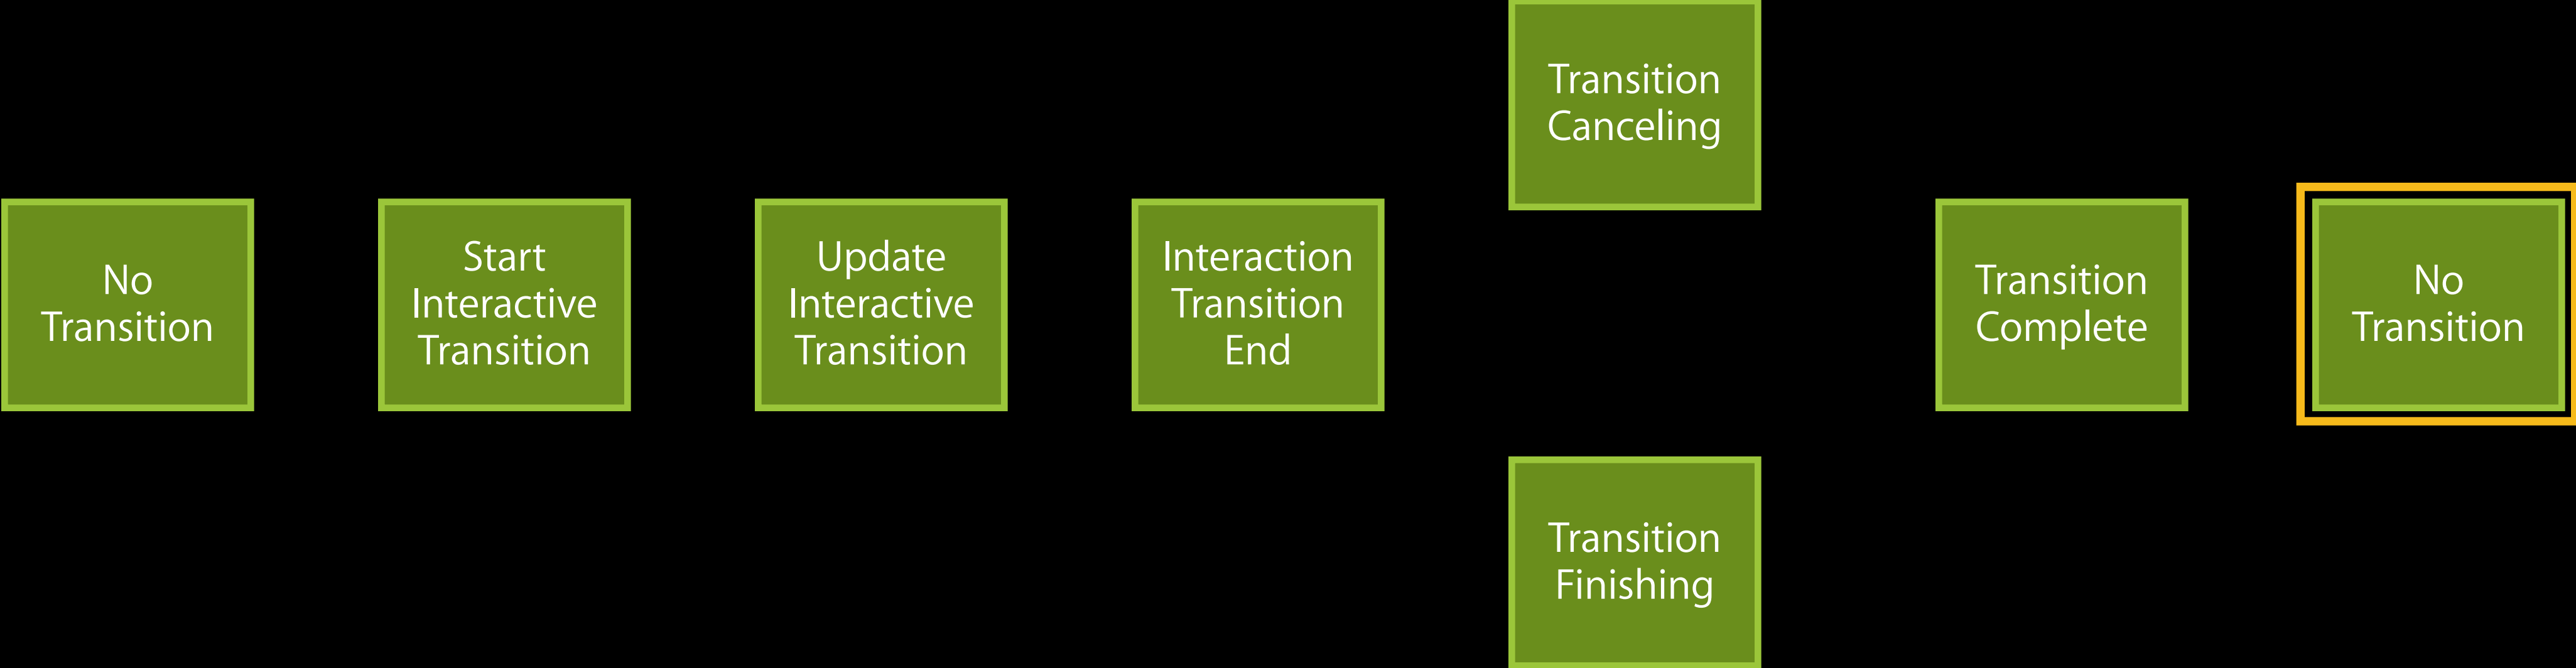 No
Transition
Start
Interactive
Transition
Update
Interactive
Transition
Interaction
Transition
End
Transition
Canceling
Transition
Finishing
Transition
Complete
No
Transition